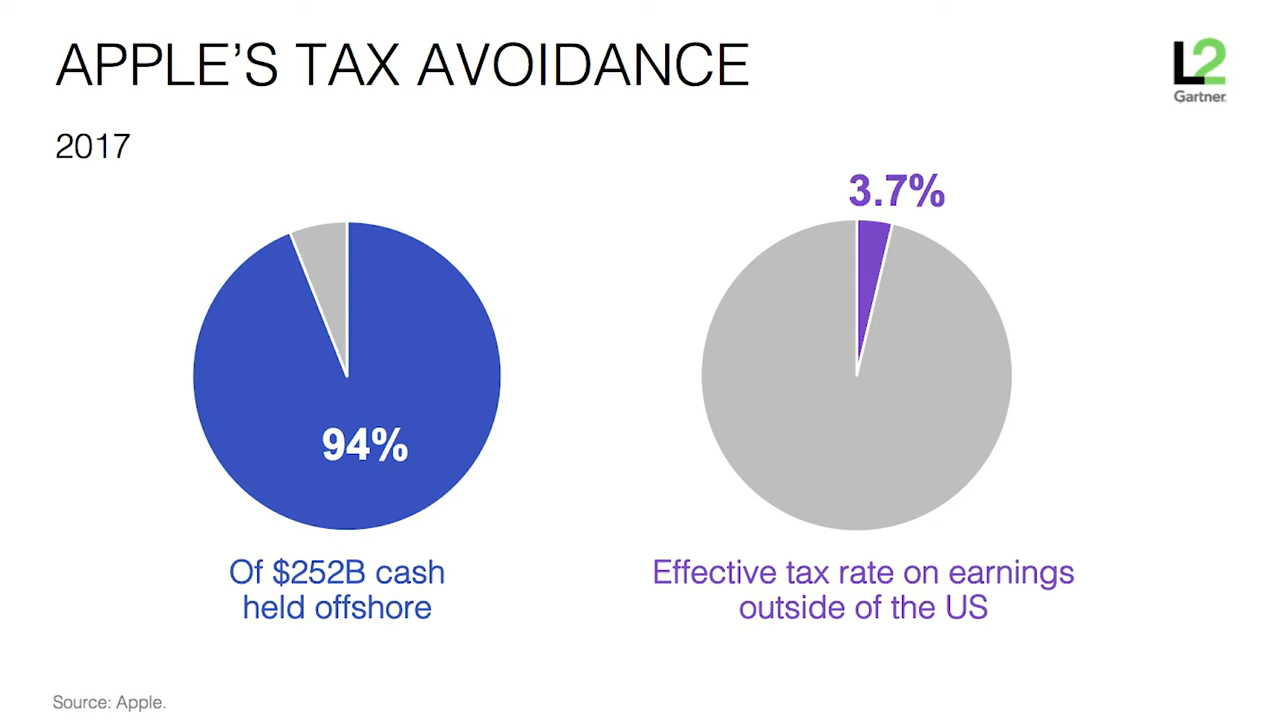 APPLE’S TAX AVOIDANCE
L2
Gartner.
2017
3.7%
94%
Of $252B cash
held offshore
Effective tax rate on earnings
outside of the US
Source: Apple.